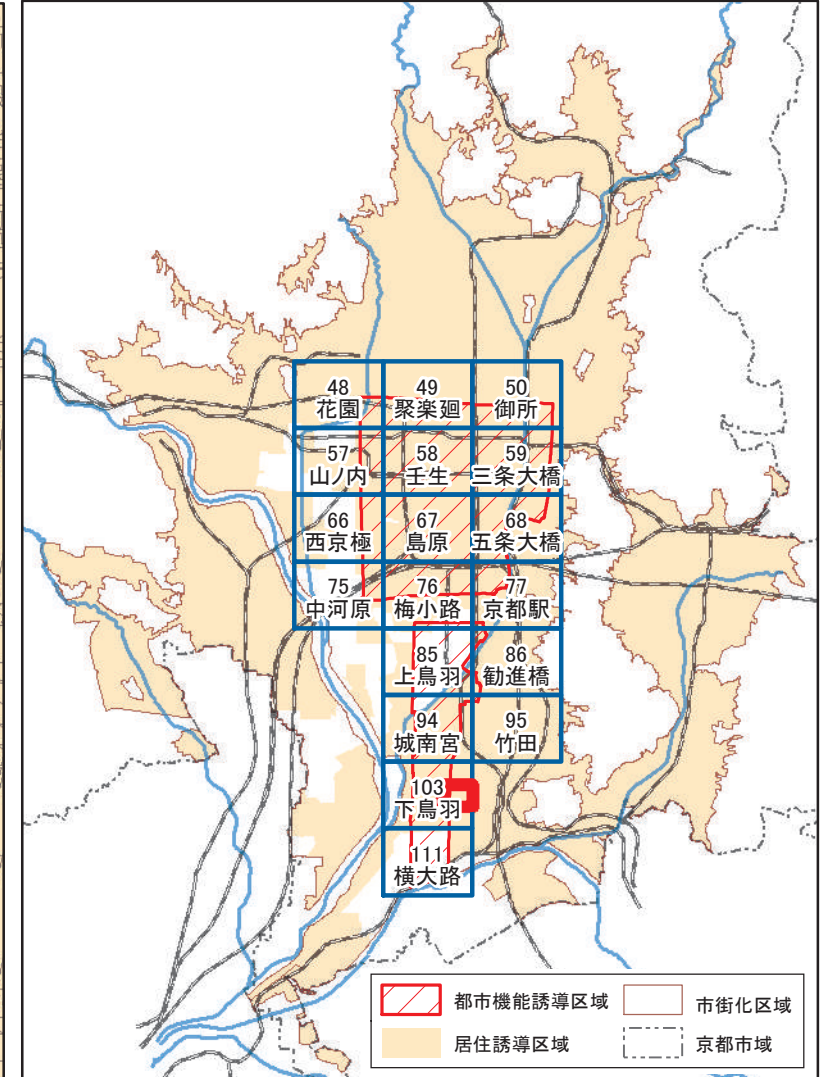 48
花園
49
聚楽廻
50
御所
57
山ノ内
58
壬生
59
三条大橋
66
西京極
67
島原
68
五条大橋
75
中河原
76
梅小路
77
京都駅
85
上鳥羽
86
勧進橋
94
城南宮
95
竹田
103
下鳥羽
111
横大路
都市機能誘導区域
市街化区域
居住誘導区域
京都市域